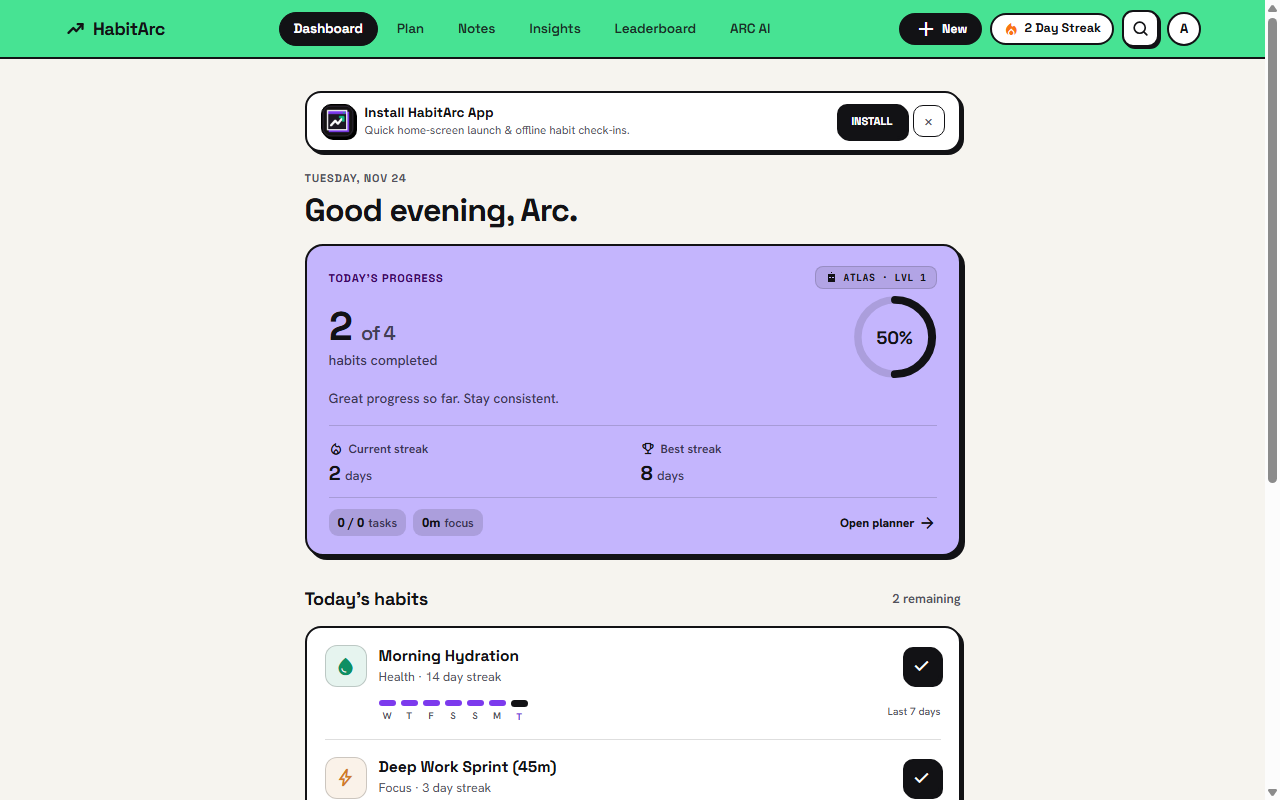 HabitArc
Dashboard
Plan
Notes
Insights
Leaderboard
ARC AI
New
2 Day Streak
A
Install HabitArc App
Quick home-screen launch & offline habit check-ins.
INSTALL
×
TUESDAY, NOV 24
Good evening, Arc.
TODAY'S PROGRESS
ATLAS · LVL 1
2 of 4
50%
habits completed
Great progress so far. Stay consistent.
Current streak
Best streak
2 days
8 days
0 / 0 tasks
0m focus
Open planner
Today's habits
2 remaining
Morning Hydration
Health · 14 day streak
W T F S S M T
Last 7 days
Deep Work Sprint (45m)
Focus · 3 day streak